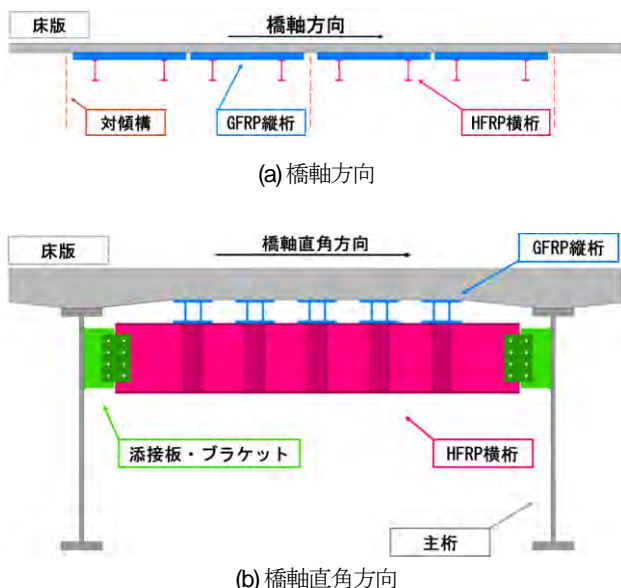 床版
橋軸方向
対傾構
GFRP縦桁
HFRP横桁
(a) 橋軸方向
床版
橋軸直角方向
GFRP縦桁
添接板・ブラケット
HFRP横桁
主桁
(b) 橋軸直角方向